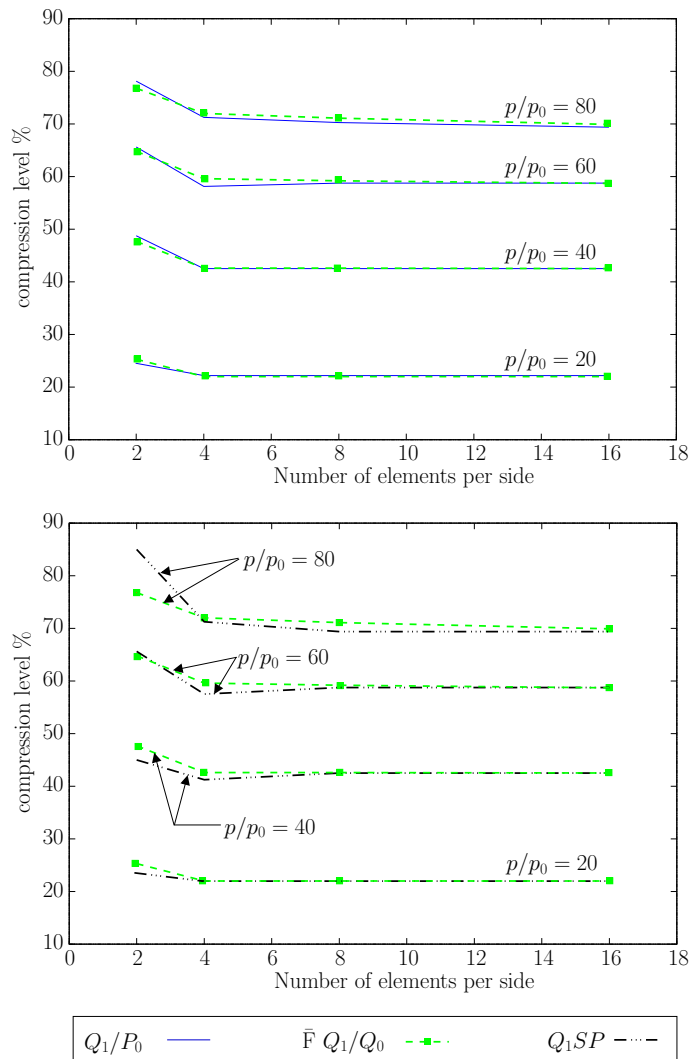 90
80
70
60
50
40
30
20
10
compression level %
p/p₀ = 80
p/p₀ = 60
p/p₀ = 40
p/p₀ = 20
0 2 4 6 8 10 12 14 16 18
Number of elements per side
90
80
70
60
50
40
30
20
10
compression level %
p/p₀ = 80
p/p₀ = 60
p/p₀ = 40
p/p₀ = 20
0 2 4 6 8 10 12 14 16 18
Number of elements per side
Q₁/P₀ F̄ Q₁/Q₀ Q₁SP